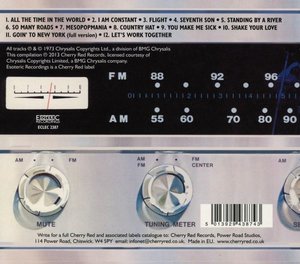 1. ALL THE TIME IN THE WORLD • 2. I AM CONSTANT • 3. FLIGHT • 4. SEVENTH SON • 5. STANDING BY A RIVER
6. SO MANY ROADS • 7. MESOPOPMANIA • 8. COUNTRY HAT • 9. YOU MAKE ME SICK • 10. SHAKE YOUR LOVE
11. GOIN' TO NEW YORK (full version) • 12. LET'S WORK TOGETHER
All tracks ℗ & © 1973 Chrysalis Copyrights Ltd., a division of BMG Chrysalis
This compilation © 2013 Cherry Red Records, licensed courtesy of
Chrysalis Copyrights Limited, a BMG Chrysalis company.
Esoteric Recordings is a Cherry Red label
FM 88 92 96
AM 55 60 70 80
ESOTERIC
ECLEC 2387
AM FM AM FM
CENTER
MUTE
TUNING METER
5 013929 438743
Write for a full Cherry Red and associated labels catalogue to: Cherry Red Records, Power Road Studios,
114 Power Road, Chiswick, W4 5PY email: infonet@cherryred.co.uk Made in EU. www.cherryred.co.uk